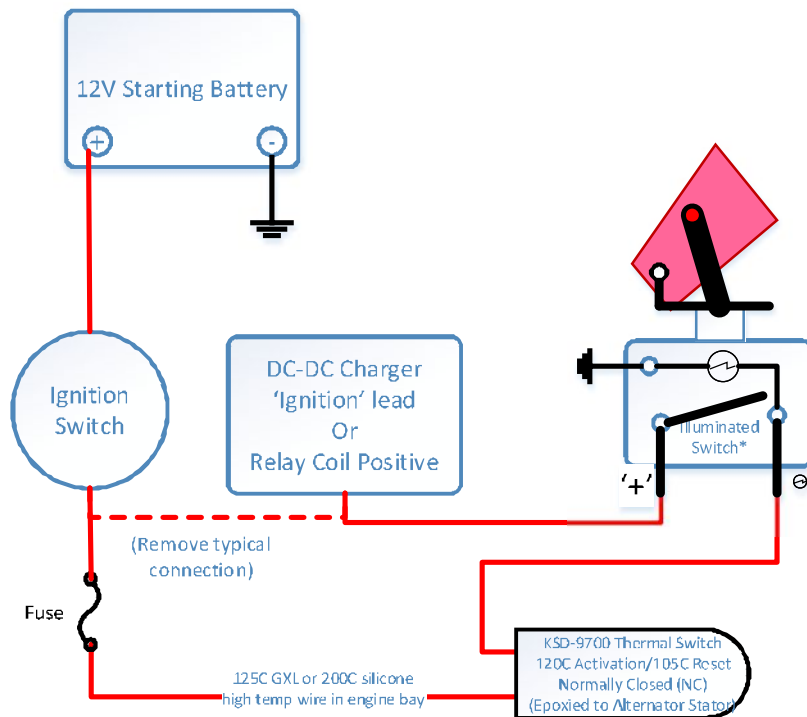 12V Starting Battery
+
-
Ignition
Switch
DC-DC Charger
'Ignition' lead
Or
Relay Coil Positive
Illuminated
Switch*
'+'
(Remove typical
connection)
Fuse
125C GXL or 200C silicone
high temp wire in engine bay
KSD-9700 Thermal Switch
120C Activation/105C Reset
Normally Closed (NC)
(Epoxied to Alternator Stator)